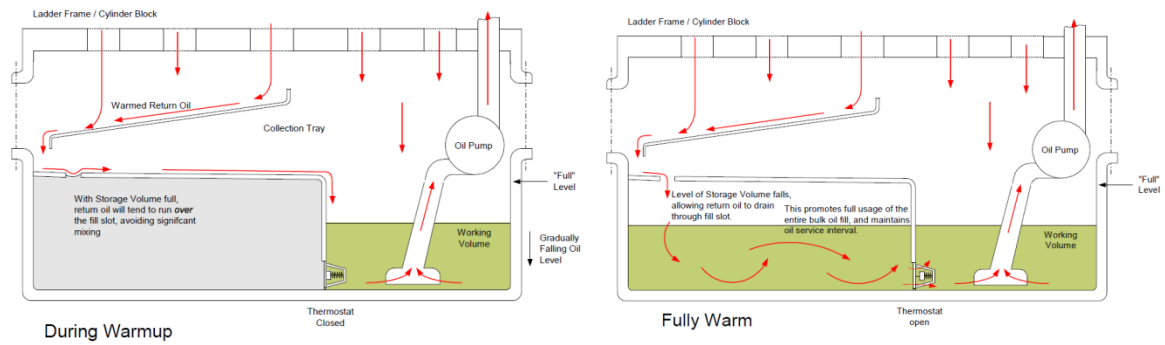 Ladder Frame / Cylinder Block
Warmed Return Oil
Collection Tray
Oil Pump
"Full"
Level
With Storage Volume full,
return oil will tend to run over
the fill slot, avoiding signifcant
mixing
Working
Volume
Gradually
Falling Oil
Level
Thermostat
Closed
During Warmup
Ladder Frame / Cylinder Block
Oil Pump
"Full"
Level
Level of Storage Volume falls,
allowing return oil to drain
through fill slot.
This promotes full usage of the
entire bulk oil fill, and maintains
oil service interval.
Working
Volume
Thermostat
open
Fully Warm